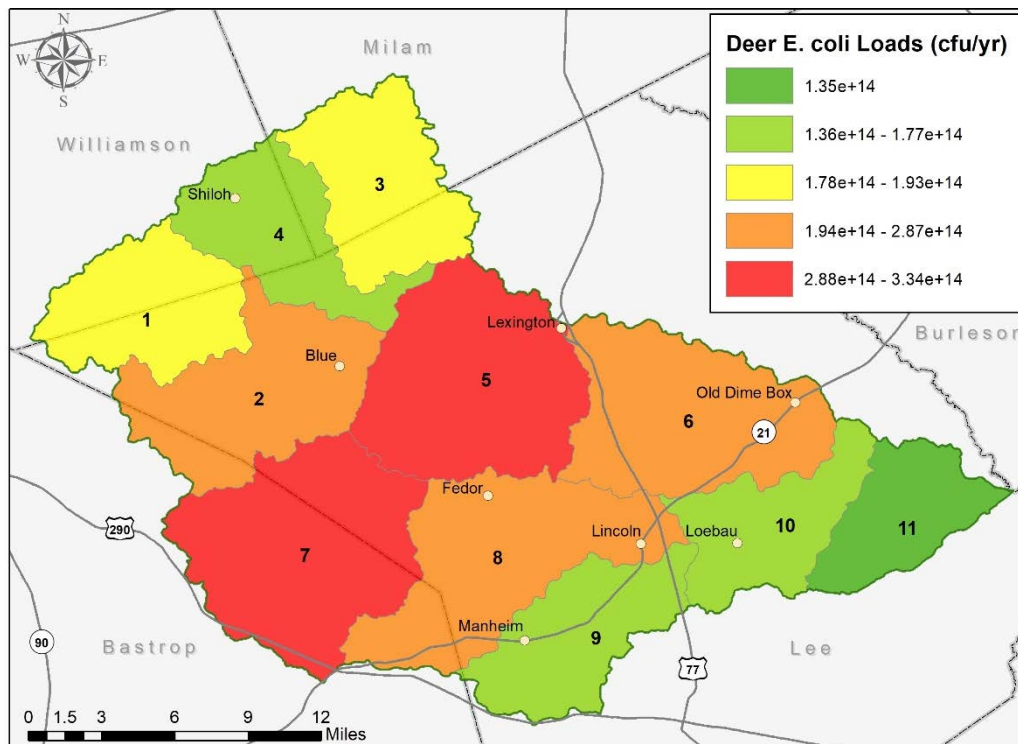 N
W E
S
Milam
Williamson
Burleson
Bastrop
Lee
Deer E. coli Loads (cfu/yr)
1.35e+14
1.36e+14 - 1.77e+14
1.78e+14 - 1.93e+14
1.94e+14 - 2.87e+14
2.88e+14 - 3.34e+14
Shiloh
4
3
1
Lexington
Blue
2
5
Old Dime Box
6
21
Fedor
290
7
8
Lincoln
Loebau
10
11
Manheim
9
90
77
0 1.5 3 6 9 12
Miles